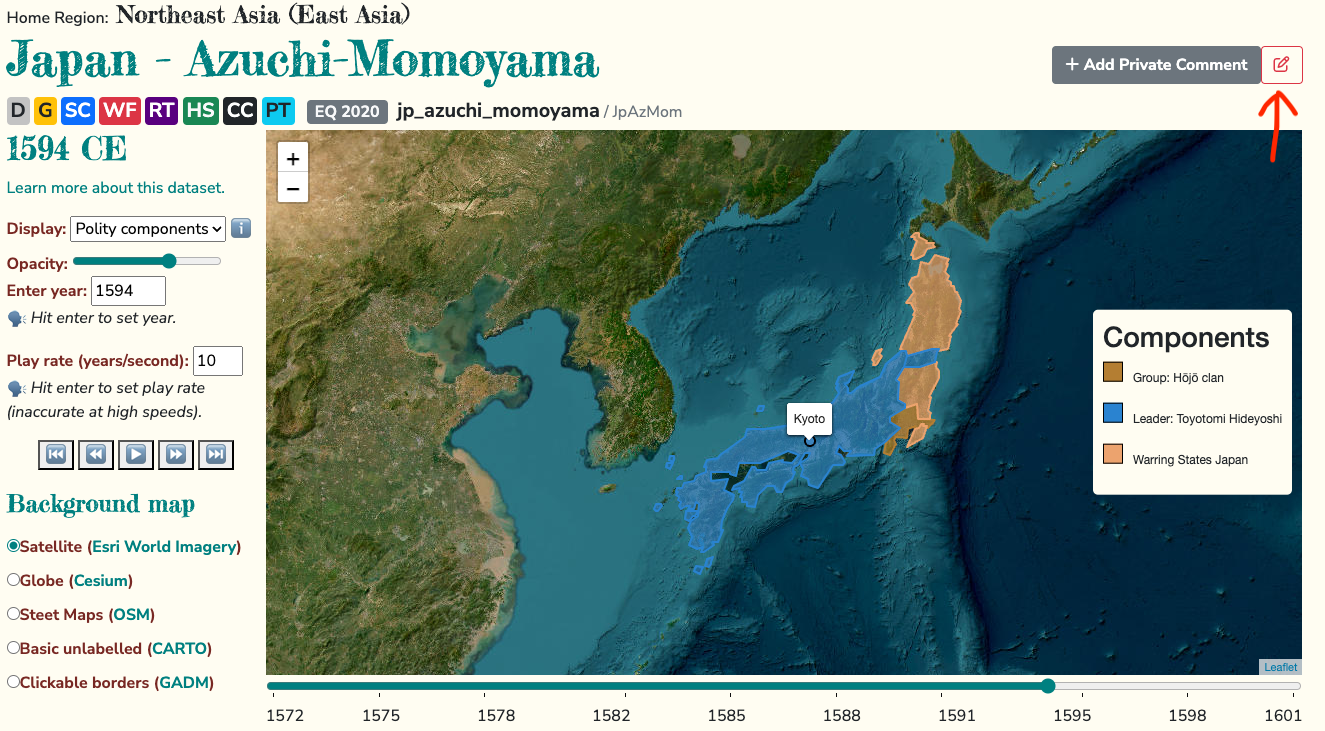 Home Region: Northeast Asia (East Asia)
Japan - Azuchi-Momoyama
+ Add Private Comment
D G SC WF RT HS CC PT EQ 2020 jp_azuchi_momoyama / JpAzMom
1594 CE
Learn more about this dataset.
Display: Polity components
Opacity:
Enter year: 1594
Hit enter to set year.
Play rate (years/second): 10
Hit enter to set play rate
(inaccurate at high speeds).
Background map
Satellite (Esri World Imagery)
Globe (Cesium)
Steet Maps (OSM)
Basic unlabelled (CARTO)
Clickable borders (GADM)
+
−
Kyoto
Components
Group: Hōjō clan
Leader: Toyotomi Hideyoshi
Warring States Japan
Leaflet
1572 1575 1578 1582 1585 1588 1591 1595 1598 1601